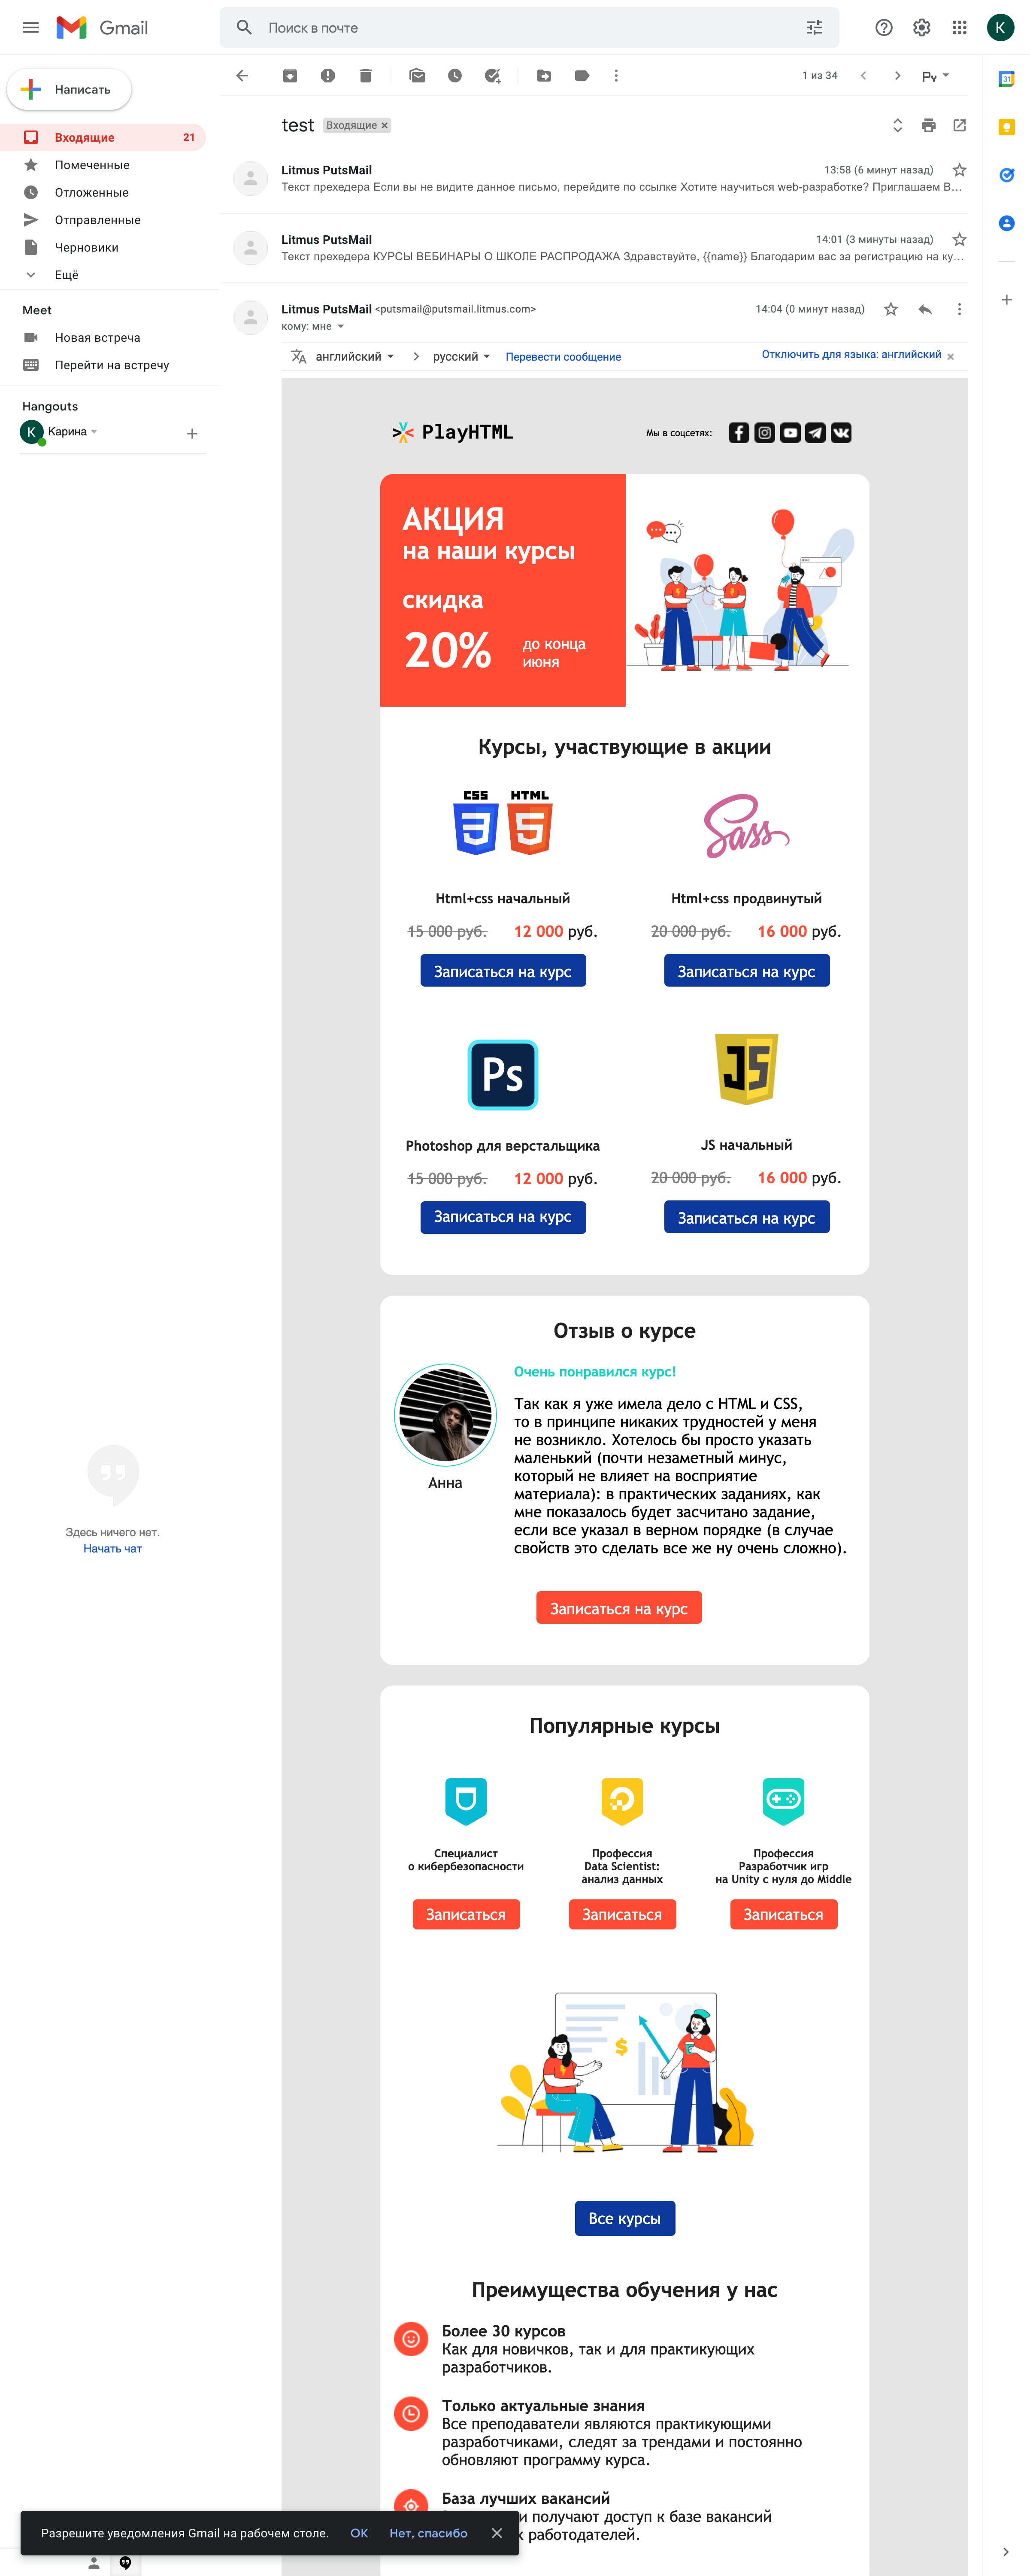 Gmail
Поиск в почте
K
Написать
1 из 34
Ру
Входящие 21
Помеченные
Отложенные
Отправленные
Черновики
Ещё
Meet
Новая встреча
Перейти на встречу
Hangouts
K Карина
Здесь ничего нет.
Начать чат
31
test Входящие ×
Litmus PutsMail 13:58 (6 минут назад)
Текст прехедера Если вы не видите данное письмо, перейдите по ссылке Хотите научиться web-разработке? Приглашаем В…
Litmus PutsMail 14:01 (3 минуты назад)
Текст прехедера КУРСЫ ВЕБИНАРЫ О ШКОЛЕ РАСПРОДАЖА Здравствуйте, {{name}} Благодарим вас за регистрацию на ку…
Litmus PutsMail <putsmail@putsmail.litmus.com> 14:04 (0 минут назад)
кому: мне
английский > русский Перевести сообщение Отключить для языка: английский ×
PlayHTML Мы в соцсетях:
АКЦИЯ
на наши курсы
скидка
20% до конца
июня
Курсы, участвующие в акции
CSS HTML
3 5 Sass
Html+css начальный Html+css продвинутый
15 000 руб. 12 000 руб. 20 000 руб. 16 000 руб.
Записаться на курс Записаться на курс
Ps JS
Photoshop для верстальщика JS начальный
15 000 руб. 12 000 руб. 20 000 руб. 16 000 руб.
Записаться на курс Записаться на курс
Отзыв о курсе
Очень понравился курс!
Так как я уже имела дело с HTML и CSS,
то в принципе никаких трудностей у меня
не возникло. Хотелось бы просто указать
маленький (почти незаметный минус,
который не влияет на восприятие
материала): в практических заданиях, как
мне показалось будет засчитано задание,
если все указал в верном порядке (в случае
свойств это сделать все же ну очень сложно).
Анна
Записаться на курс
Популярные курсы
Специалист
о кибербезопасности
Профессия
Data Scientist:
анализ данных
Профессия
Разработчик игр
на Unity с нуля до Middle
Записаться Записаться Записаться
$
Все курсы
Преимущества обучения у нас
Более 30 курсов
Как для новичков, так и для практикующих
разработчиков.
Только актуальные знания
Все преподаватели являются практикующими
разработчиками, следят за трендами и постоянно
обновляют программу курса.
База лучших вакансий
и получают доступ к базе вакансий
х работодателей.
Разрешите уведомления Gmail на рабочем столе. ОК Нет, спасибо